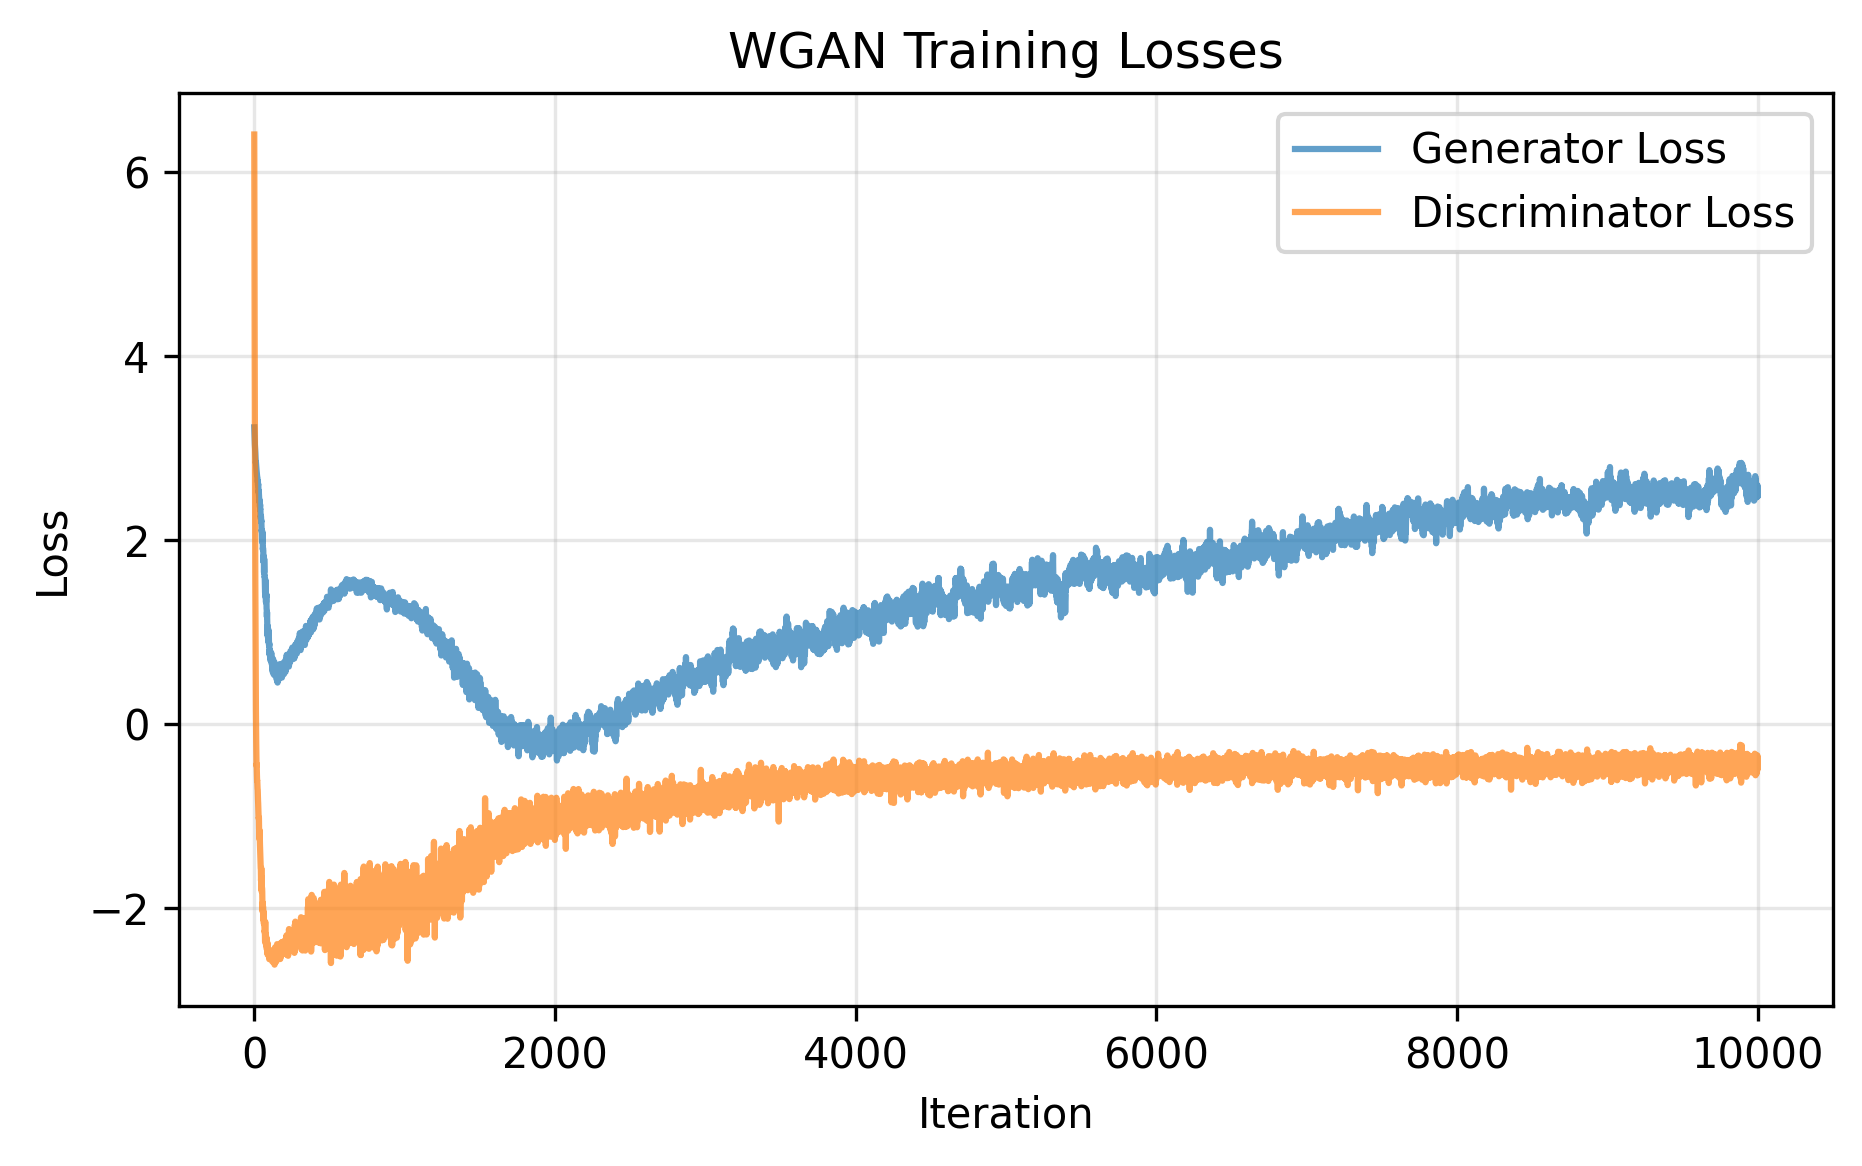 WGAN Training Losses
Generator Loss
Discriminator Loss
6
4
2
0
−2
Loss
0 2000 4000 6000 8000 10000
Iteration